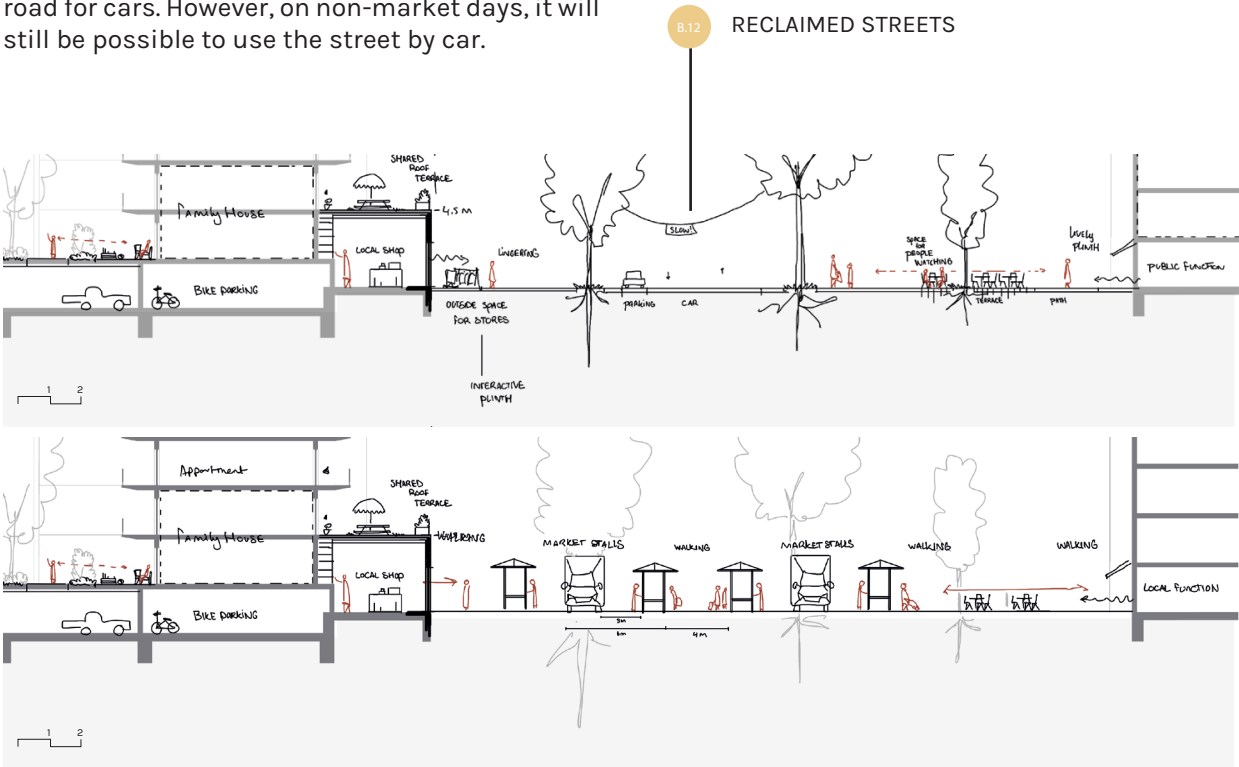 road for cars. However, on non-market days, it will
still be possible to use the street by car.
B.12
RECLAIMED STREETS
SHARED
ROOF
TERRACE
Family House
4.5 M
SLOW!
LOCAL SHOP
LINGERING
SPACE
FOR
PEOPLE
WATCHING
LIVELY
PLINTH
PUBLIC FUNCTION
BIKE PARKING
OUTSIDE SPACE
FOR STORES
PARKING
CAR
TERRACE
PATH
INTERACTIVE
PLINTH
1 2
Appartment
SHARED
ROOF
TERRACE
Family House
MARKET STALLS
WALKING
MARKET STALLS
WALKING
WALKING
LOCAL SHOP
LOCAL FUNCTION
BIKE PARKING
3M
4 M
1 2